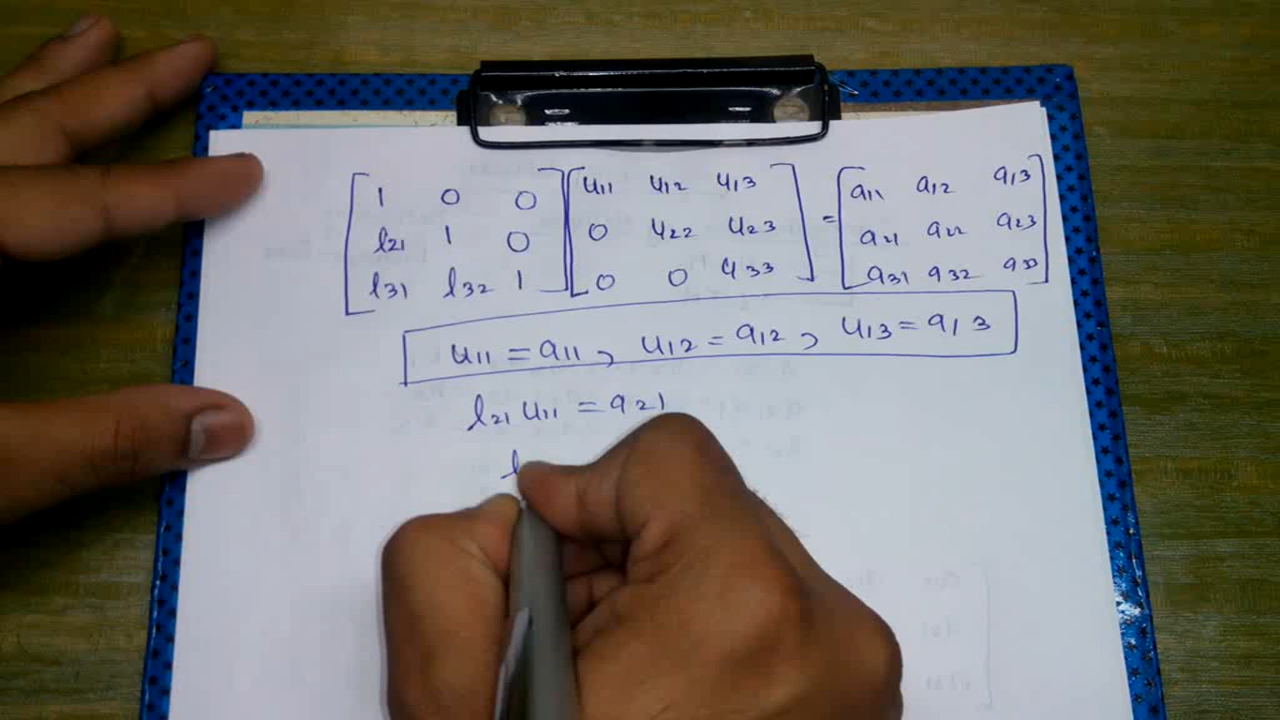 [1 0 0] [u11 u12 u13] = [a11 a12 a13]
[l21 1 0] [0 u22 u23] [a21 a22 a23]
[l31 l32 1] [0 0 u33] [a31 a32 a33]
u11 = a11, u12 = a12, u13 = a13
l21 u11 = a21
l